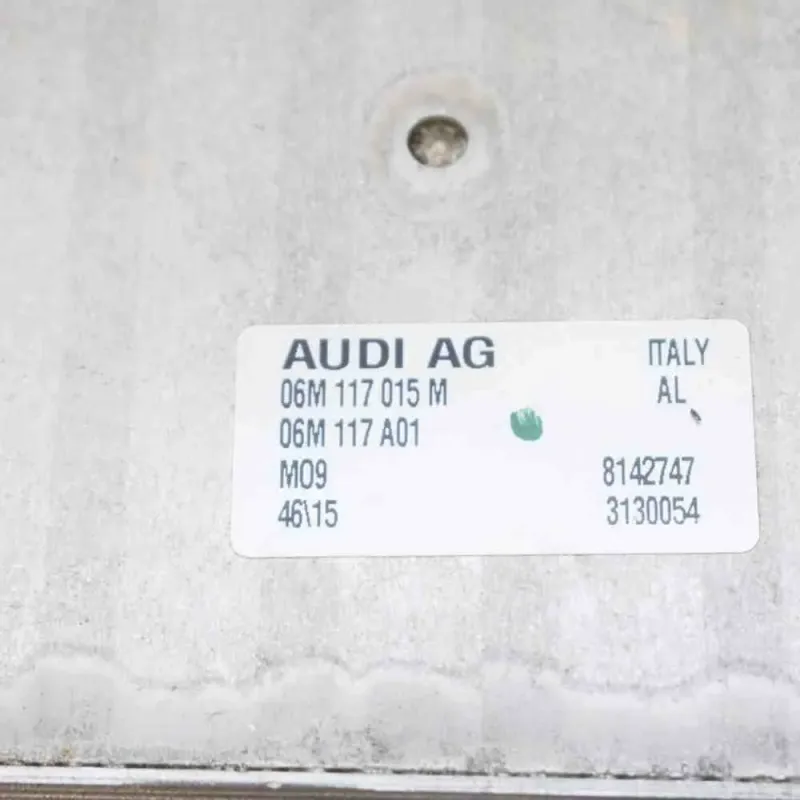 AUDI AG ITALY
06M 117 015 M AL
06M 117 A01
M09 8142747
46\15 3130054